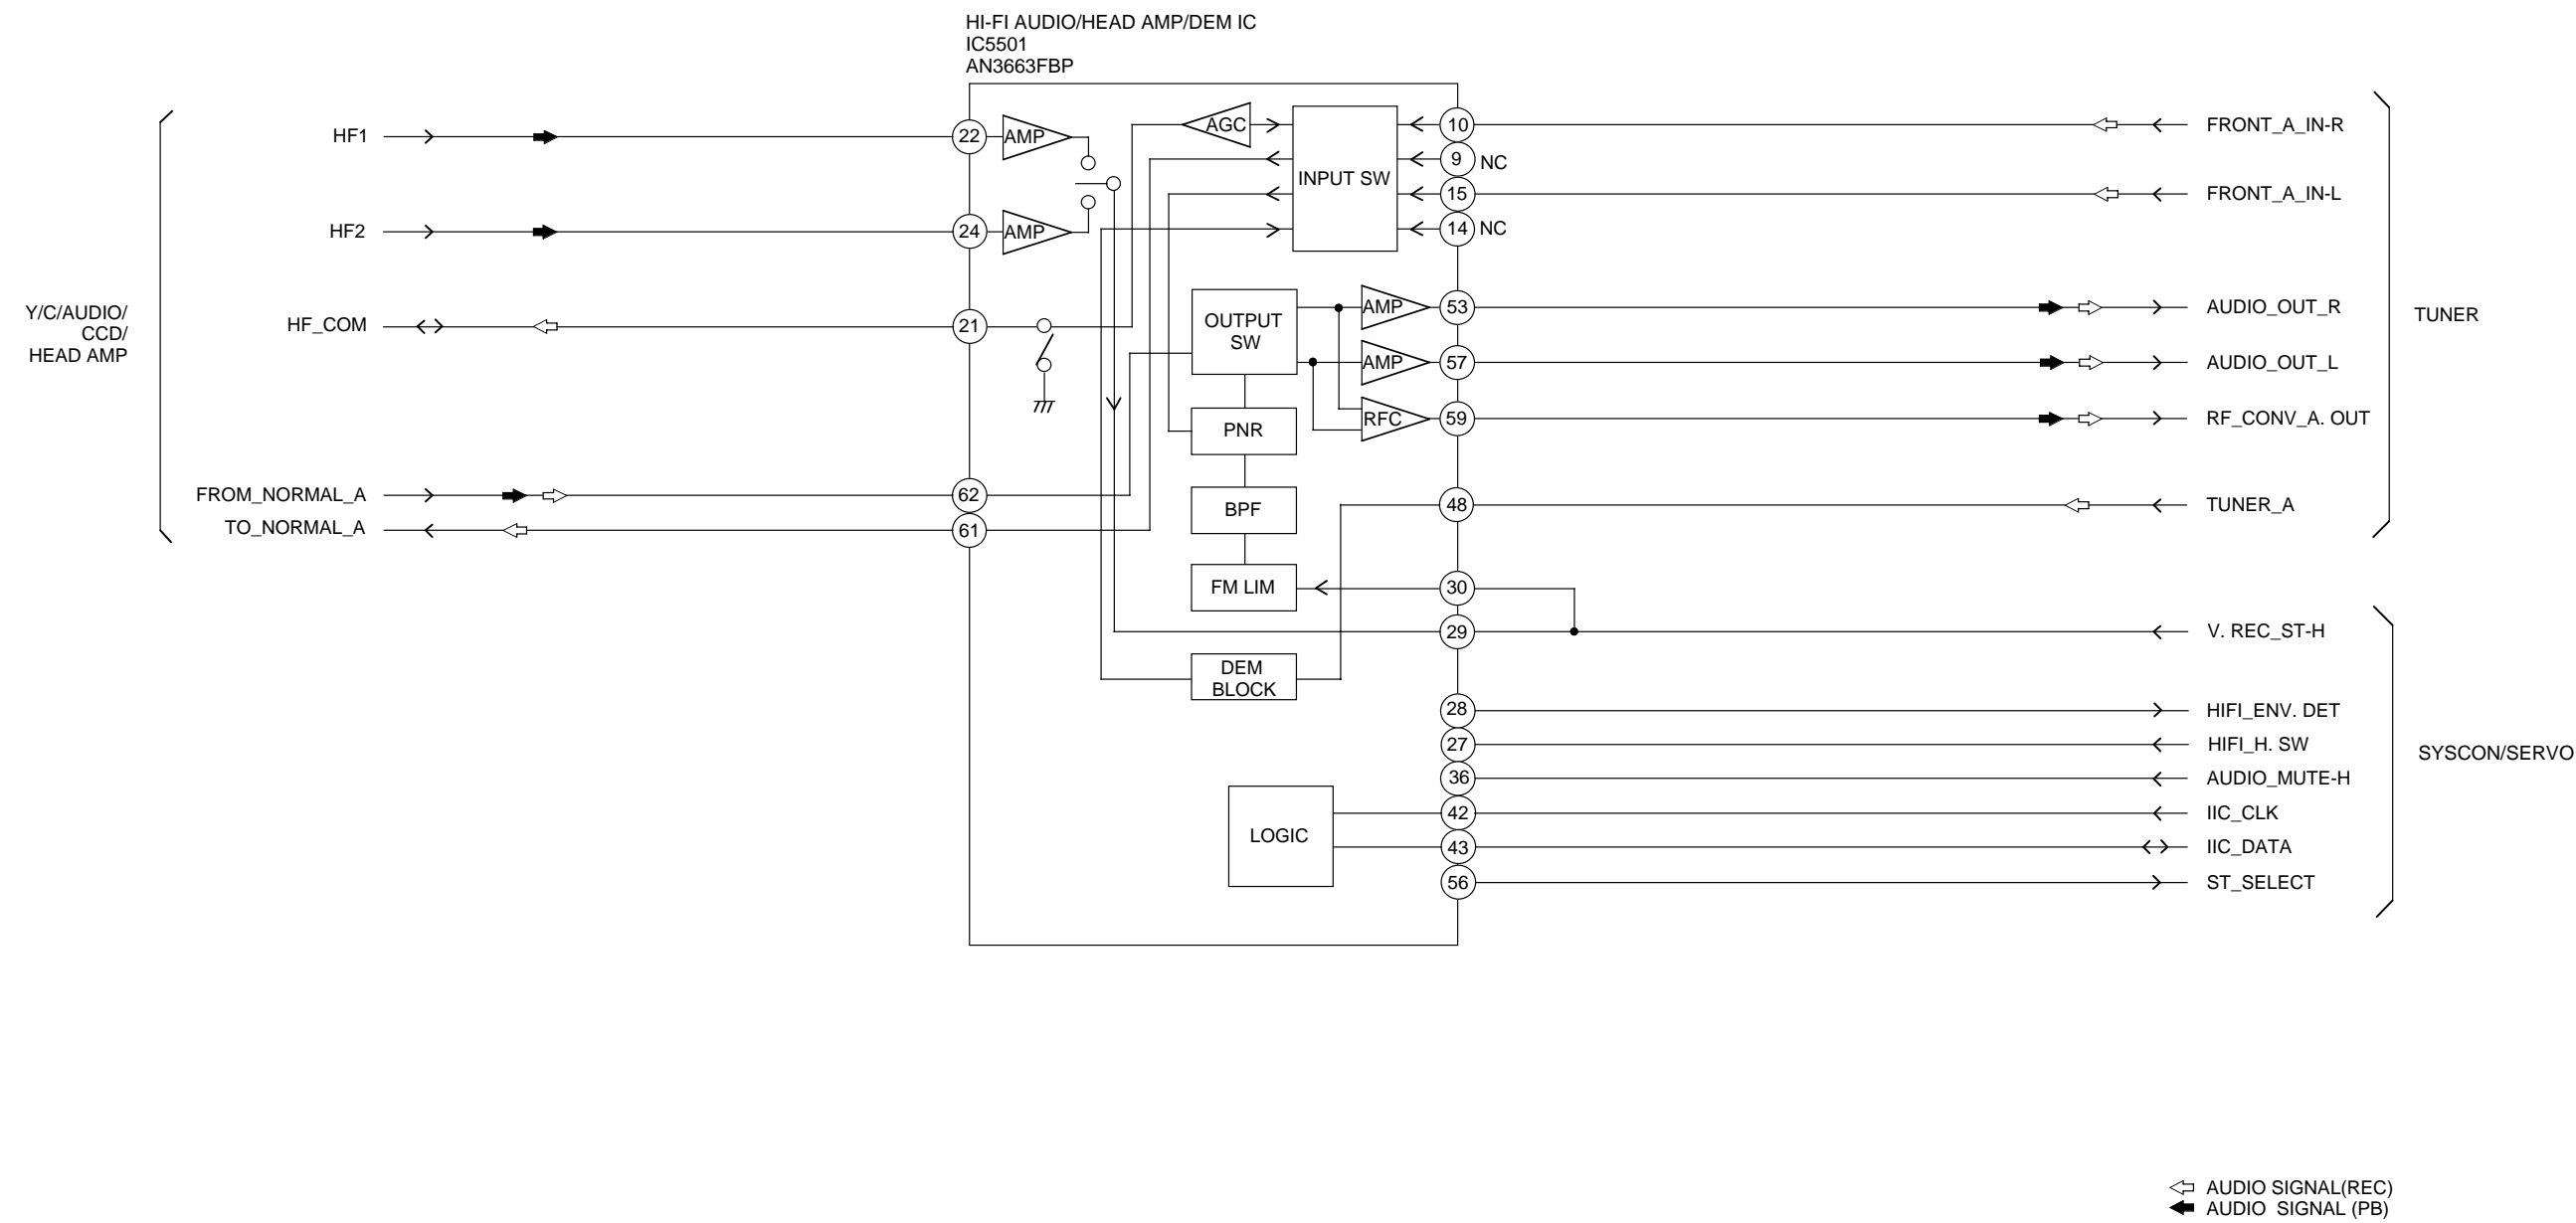 HI-FI AUDIO/HEAD AMP/DEM IC
IC5501
AN3663FBP
HF1
22
AMP
AGC
10
FRONT_A_IN-R
9
NC
INPUT SW
15
FRONT_A_IN-L
HF2
24
AMP
14
NC
Y/C/AUDIO/
CCD/
HEAD AMP
HF_COM
21
OUTPUT
SW
AMP
53
AUDIO_OUT_R
TUNER
AMP
57
AUDIO_OUT_L
PNR
RFC
59
RF_CONV_A. OUT
FROM_NORMAL_A
62
BPF
48
TUNER_A
TO_NORMAL_A
61
FM LIM
30
29
V. REC_ST-H
DEM
BLOCK
28
HIFI_ENV. DET
27
HIFI_H. SW
SYSCON/SERVO
36
AUDIO_MUTE-H
LOGIC
42
IIC_CLK
43
IIC_DATA
56
ST_SELECT
AUDIO SIGNAL(REC)
AUDIO SIGNAL (PB)